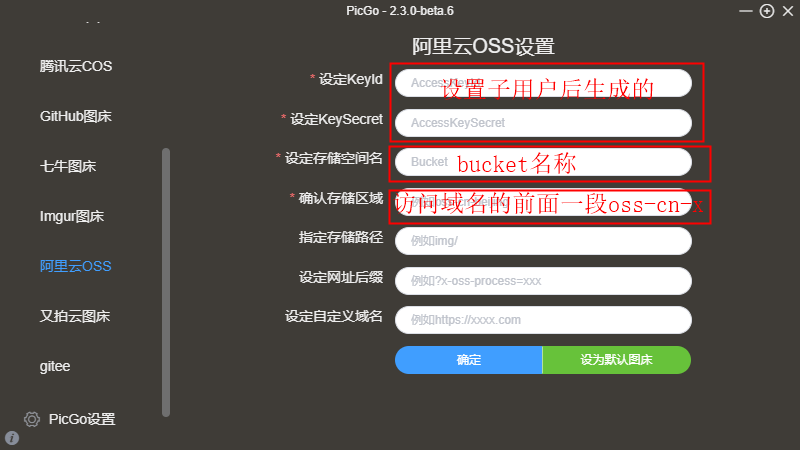 PicGo - 2.3.0-beta.6
腾讯云COS
GitHub图床
七牛图床
Imgur图床
阿里云OSS
又拍云图床
gitee
PicGo设置
阿里云OSS设置
* 设定KeyId
设置子用户后生成的
* 设定KeySecret
AccessKeySecret
* 设定存储空间名
Bucket
bucket名称
* 确认存储区域
访问域名的前面一段oss-cn-x
指定存储路径
例如img/
设定网址后缀
例如?x-oss-process=xxx
设定自定义域名
例如https://xxxx.com
确定
设为默认图床